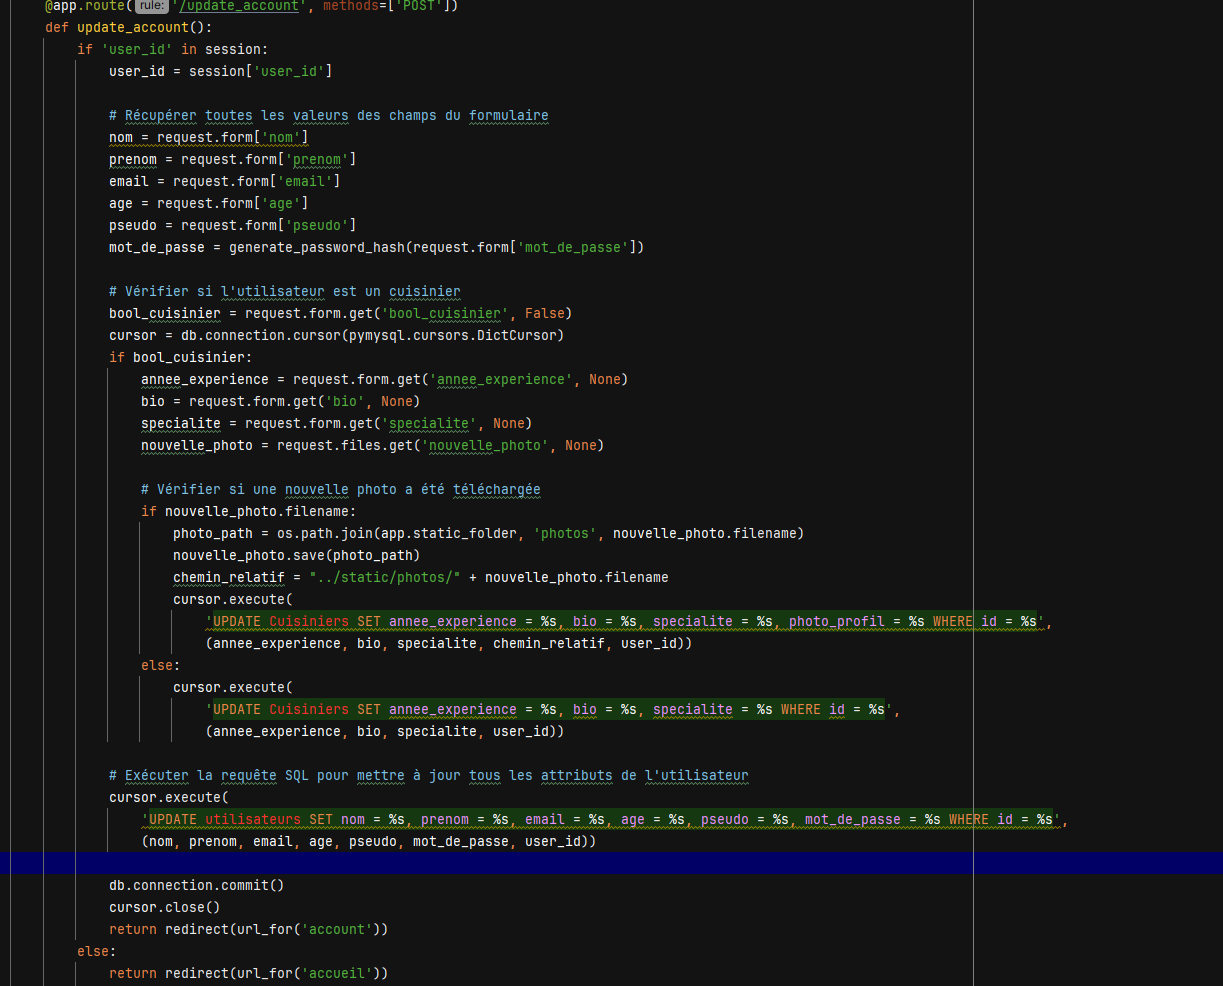 @app.route( rule: '/update_account', methods=['POST'])
def update_account():
    if 'user_id' in session:
        user_id = session['user_id']

        # Récupérer toutes les valeurs des champs du formulaire
        nom = request.form['nom']
        prenom = request.form['prenom']
        email = request.form['email']
        age = request.form['age']
        pseudo = request.form['pseudo']
        mot_de_passe = generate_password_hash(request.form['mot_de_passe'])

        # Vérifier si l'utilisateur est un cuisinier
        bool_cuisinier = request.form.get('bool_cuisinier', False)
        cursor = db.connection.cursor(pymysql.cursors.DictCursor)
        if bool_cuisinier:
            annee_experience = request.form.get('annee_experience', None)
            bio = request.form.get('bio', None)
            specialite = request.form.get('specialite', None)
            nouvelle_photo = request.files.get('nouvelle_photo', None)

            # Vérifier si une nouvelle photo a été téléchargée
            if nouvelle_photo.filename:
                photo_path = os.path.join(app.static_folder, 'photos', nouvelle_photo.filename)
                nouvelle_photo.save(photo_path)
                chemin_relatif = "../static/photos/" + nouvelle_photo.filename
                cursor.execute(
                    'UPDATE Cuisiniers SET annee_experience = %s, bio = %s, specialite = %s, photo_profil = %s WHERE id = %s',
                    (annee_experience, bio, specialite, chemin_relatif, user_id))
            else:
                cursor.execute(
                    'UPDATE Cuisiniers SET annee_experience = %s, bio = %s, specialite = %s WHERE id = %s',
                    (annee_experience, bio, specialite, user_id))

        # Exécuter la requête SQL pour mettre à jour tous les attributs de l'utilisateur
        cursor.execute(
            'UPDATE utilisateurs SET nom = %s, prenom = %s, email = %s, age = %s, pseudo = %s, mot_de_passe = %s WHERE id = %s',
            (nom, prenom, email, age, pseudo, mot_de_passe, user_id))

        db.connection.commit()
        cursor.close()
        return redirect(url_for('account'))
    else:
        return redirect(url_for('accueil'))